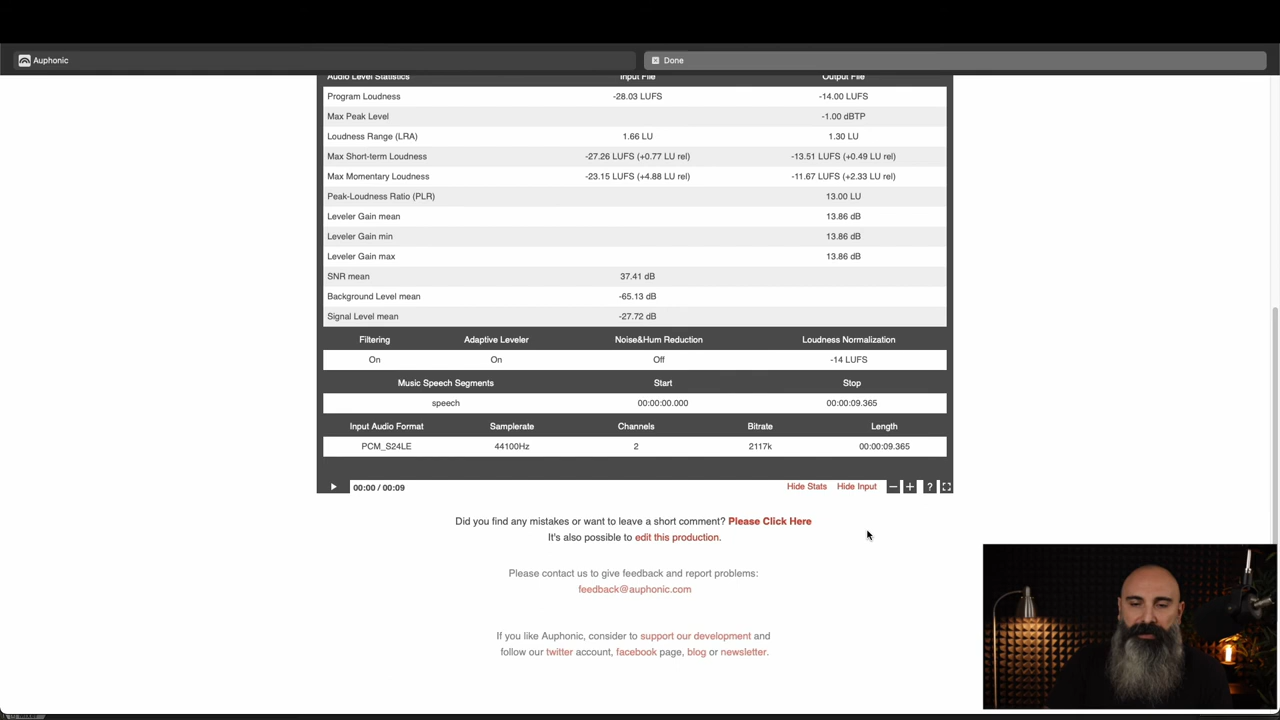 Auphonic
Done
Audio Level Statistics Input File Output File
Program Loudness -28.03 LUFS -14.00 LUFS
Max Peak Level -1.00 dBTP
Loudness Range (LRA) 1.66 LU 1.30 LU
Max Short-term Loudness -27.26 LUFS (+0.77 LU rel) -13.51 LUFS (+0.49 LU rel)
Max Momentary Loudness -23.15 LUFS (+4.88 LU rel) -11.67 LUFS (+2.33 LU rel)
Peak-Loudness Ratio (PLR) 13.00 LU
Leveler Gain mean 13.86 dB
Leveler Gain min 13.86 dB
Leveler Gain max 13.86 dB
SNR mean 37.41 dB
Background Level mean -65.13 dB
Signal Level mean -27.72 dB
Filtering Adaptive Leveler Noise&Hum Reduction Loudness Normalization
On On Off -14 LUFS
Music Speech Segments Start Stop
speech 00:00:00.000 00:00:09.365
Input Audio Format Samplerate Channels Bitrate Length
PCM_S24LE 44100Hz 2 2117k 00:00:09.365
00:00 / 00:09 Hide Stats Hide Input ?
Did you find any mistakes or want to leave a short comment? Please Click Here
It's also possible to edit this production.
Please contact us to give feedback and report problems:
feedback@auphonic.com
If you like Auphonic, consider to support our development and
follow our twitter account, facebook page, blog or newsletter.